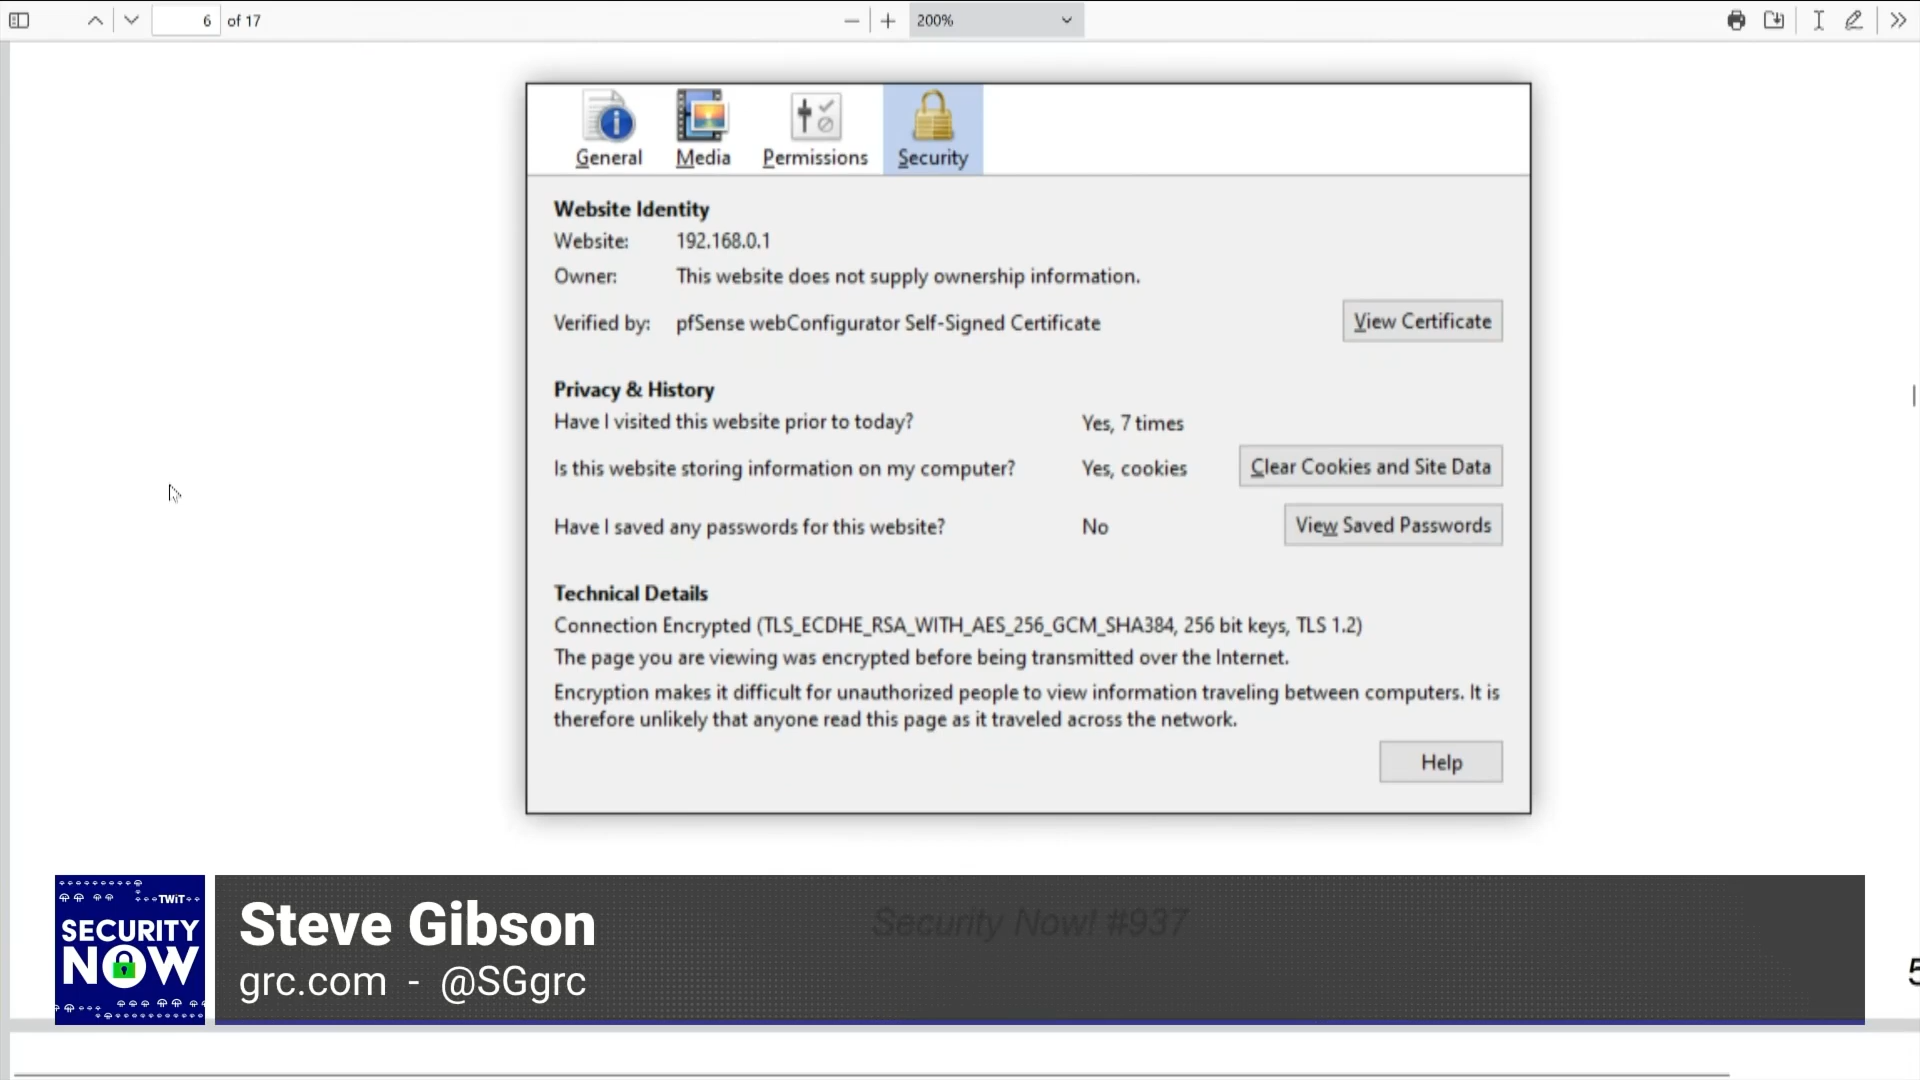 6 of 17
200%
General
Media
Permissions
Security
Website Identity
Website: 192.168.0.1
Owner: This website does not supply ownership information.
Verified by: pfSense webConfigurator Self-Signed Certificate
View Certificate
Privacy & History
Have I visited this website prior to today? Yes, 7 times
Is this website storing information on my computer? Yes, cookies
Clear Cookies and Site Data
Have I saved any passwords for this website? No
View Saved Passwords
Technical Details
Connection Encrypted (TLS_ECDHE_RSA_WITH_AES_256_GCM_SHA384, 256 bit keys, TLS 1.2)
The page you are viewing was encrypted before being transmitted over the Internet.
Encryption makes it difficult for unauthorized people to view information traveling between computers. It is
therefore unlikely that anyone read this page as it traveled across the network.
Help
TWiT
SECURITY
NOW
Steve Gibson
grc.com - @SGgrc
Security Now! #937
5